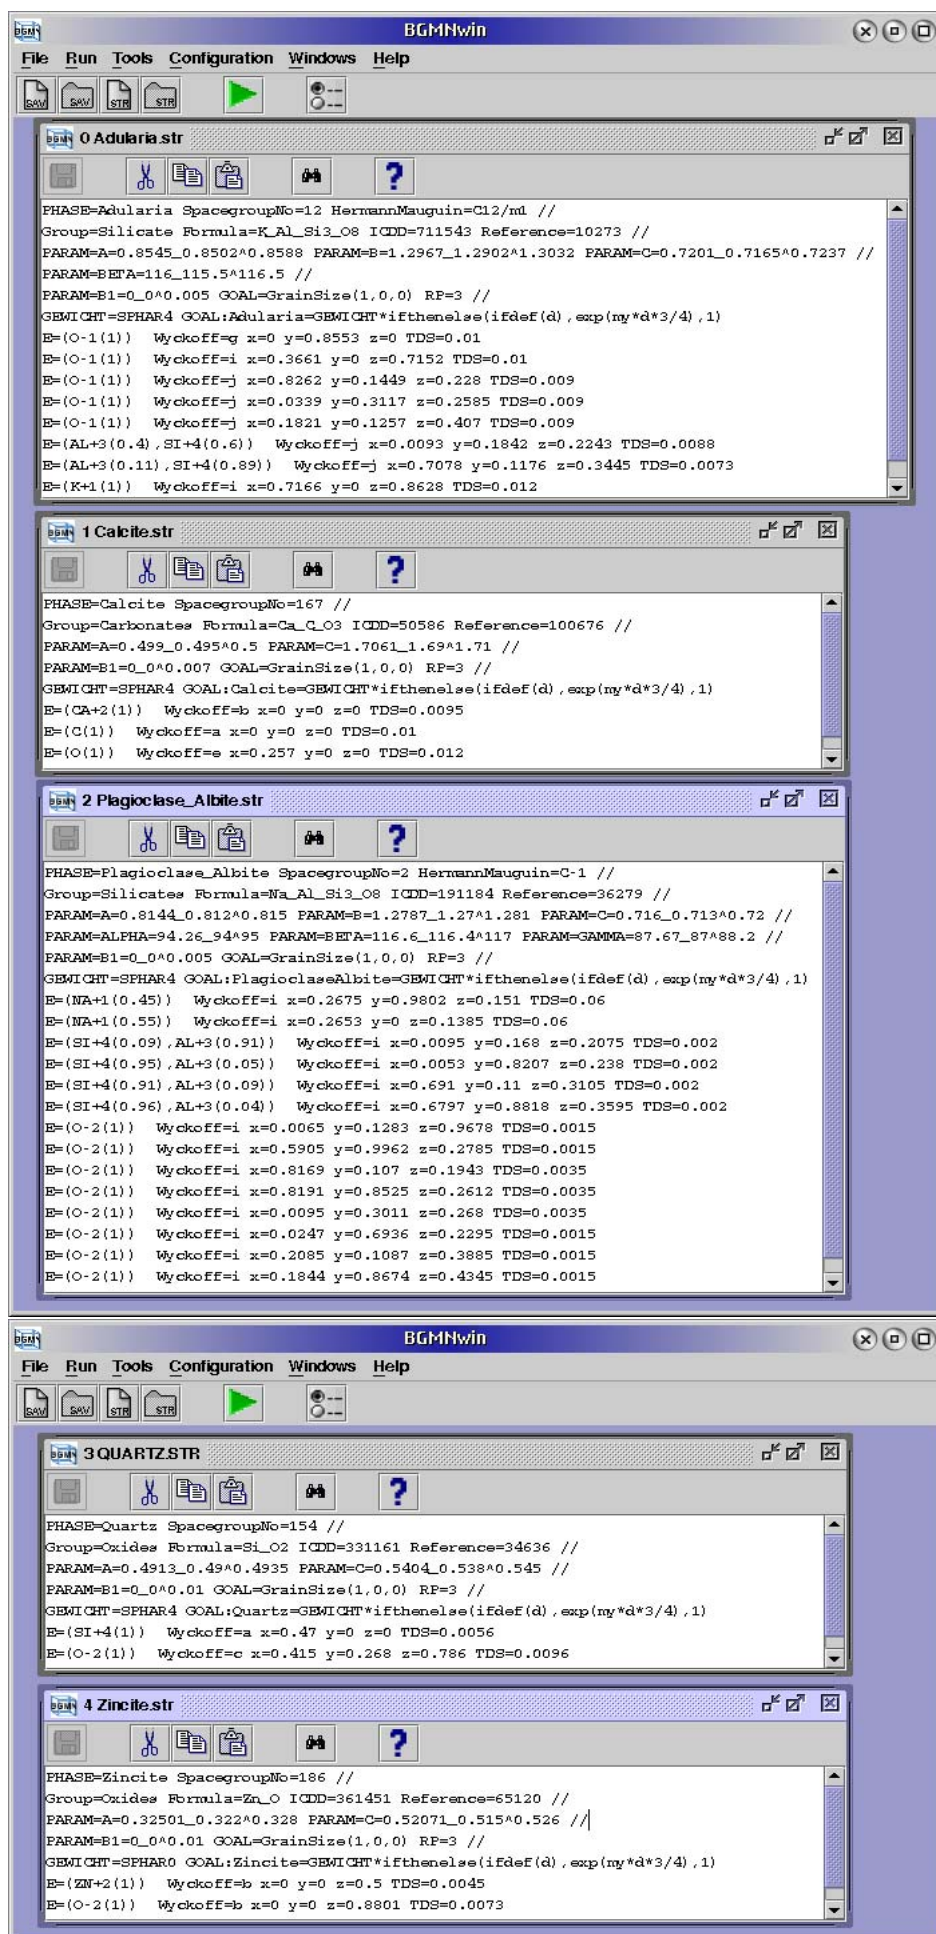 BGMN
BGMNwin
File Run Tools Configuration Windows Help
SAV SAV STR STR
BGMN 0 Adularia.str
?
PHASE=Adularia SpacegroupNo=12 HermannMauguin=C12/m1 //
Group=Silicate Formula=K_Al_Si3_O8 ICDD=711543 Reference=10273 //
PARAM=A=0.8545_0.8502^0.8588 PARAM=B=1.2967_1.2902^1.3032 PARAM=C=0.7201_0.7165^0.7237 //
PARAM=BETA=116_115.5^116.5 //
PARAM=B1=0_0^0.005 GOAL=GrainSize(1,0,0) RP=3 //
GEWICHT=SPHAR4 GOAL:Adularia=GEWICHT*ifthenelse(ifdef(d),exp(my*d*3/4),1)
E=(O-1(1)) Wyckoff=g x=0 y=0.8553 z=0 TDS=0.01
E=(O-1(1)) Wyckoff=i x=0.3661 y=0 z=0.7152 TDS=0.01
E=(O-1(1)) Wyckoff=j x=0.8262 y=0.1449 z=0.228 TDS=0.009
E=(O-1(1)) Wyckoff=j x=0.0339 y=0.3117 z=0.2585 TDS=0.009
E=(O-1(1)) Wyckoff=j x=0.1821 y=0.1257 z=0.407 TDS=0.009
E=(AL+3(0.4),SI+4(0.6)) Wyckoff=j x=0.0093 y=0.1842 z=0.2243 TDS=0.0088
E=(AL+3(0.11),SI+4(0.89)) Wyckoff=j x=0.7078 y=0.1176 z=0.3445 TDS=0.0073
E=(K+1(1)) Wyckoff=i x=0.7166 y=0 z=0.8628 TDS=0.012
BGMN 1 Calcite.str
?
PHASE=Calcite SpacegroupNo=167 //
Group=Carbonates Formula=Ca_C_O3 ICDD=50586 Reference=100676 //
PARAM=A=0.499_0.495^0.5 PARAM=C=1.7061_1.69^1.71 //
PARAM=B1=0_0^0.007 GOAL=GrainSize(1,0,0) RP=3 //
GEWICHT=SPHAR4 GOAL:Calcite=GEWICHT*ifthenelse(ifdef(d),exp(my*d*3/4),1)
E=(CA+2(1)) Wyckoff=b x=0 y=0 z=0 TDS=0.0095
E=(C(1)) Wyckoff=a x=0 y=0 z=0 TDS=0.01
E=(O(1)) Wyckoff=e x=0.257 y=0 z=0 TDS=0.012
BGMN 2 Plagioclase_Albite.str
?
PHASE=Plagioclase_Albite SpacegroupNo=2 HermannMauguin=C-1 //
Group=Silicates Formula=Na_Al_Si3_O8 ICDD=191184 Reference=36279 //
PARAM=A=0.8144_0.812^0.815 PARAM=B=1.2787_1.27^1.281 PARAM=C=0.716_0.713^0.72 //
PARAM=ALPHA=94.26_94^95 PARAM=BETA=116.6_116.4^117 PARAM=GAMMA=87.67_87^88.2 //
PARAM=B1=0_0^0.005 GOAL=GrainSize(1,0,0) RP=3 //
GEWICHT=SPHAR4 GOAL:PlagioclaseAlbite=GEWICHT*ifthenelse(ifdef(d),exp(my*d*3/4),1)
E=(NA+1(0.45)) Wyckoff=i x=0.2675 y=0.9802 z=0.151 TDS=0.06
E=(NA+1(0.55)) Wyckoff=i x=0.2653 y=0 z=0.1385 TDS=0.06
E=(SI+4(0.09),AL+3(0.91)) Wyckoff=i x=0.0095 y=0.168 z=0.2075 TDS=0.002
E=(SI+4(0.95),AL+3(0.05)) Wyckoff=i x=0.0053 y=0.8207 z=0.238 TDS=0.002
E=(SI+4(0.91),AL+3(0.09)) Wyckoff=i x=0.691 y=0.11 z=0.3105 TDS=0.002
E=(SI+4(0.96),AL+3(0.04)) Wyckoff=i x=0.6797 y=0.8818 z=0.3595 TDS=0.002
E=(O-2(1)) Wyckoff=i x=0.0065 y=0.1283 z=0.9678 TDS=0.0015
E=(O-2(1)) Wyckoff=i x=0.5905 y=0.9962 z=0.2785 TDS=0.0015
E=(O-2(1)) Wyckoff=i x=0.8169 y=0.107 z=0.1943 TDS=0.0035
E=(O-2(1)) Wyckoff=i x=0.8191 y=0.8525 z=0.2612 TDS=0.0035
E=(O-2(1)) Wyckoff=i x=0.0095 y=0.3011 z=0.268 TDS=0.0035
E=(O-2(1)) Wyckoff=i x=0.0247 y=0.6936 z=0.2295 TDS=0.0015
E=(O-2(1)) Wyckoff=i x=0.2085 y=0.1087 z=0.3885 TDS=0.0015
E=(O-2(1)) Wyckoff=i x=0.1844 y=0.8674 z=0.4345 TDS=0.0015
BGMN
BGMNwin
File Run Tools Configuration Windows Help
SAV SAV STR STR
BGMN 3 QUARTZ.STR
?
PHASE=Quartz SpacegroupNo=154 //
Group=Oxides Formula=Si_O2 ICDD=331161 Reference=34636 //
PARAM=A=0.4913_0.49^0.4935 PARAM=C=0.5404_0.538^0.545 //
PARAM=B1=0_0^0.01 GOAL=GrainSize(1,0,0) RP=3 //
GEWICHT=SPHAR4 GOAL:Quartz=GEWICHT*ifthenelse(ifdef(d),exp(my*d*3/4),1)
E=(SI+4(1)) Wyckoff=a x=0.47 y=0 z=0 TDS=0.0056
E=(O-2(1)) Wyckoff=c x=0.415 y=0.268 z=0.786 TDS=0.0096
BGMN 4 Zincite.str
?
PHASE=Zincite SpacegroupNo=186 //
Group=Oxides Formula=Zn_O ICDD=361451 Reference=65120 //
PARAM=A=0.32501_0.322^0.328 PARAM=C=0.52071_0.515^0.526 //
PARAM=B1=0_0^0.01 GOAL=GrainSize(1,0,0) RP=3 //
GEWICHT=SPHAR0 GOAL:Zincite=GEWICHT*ifthenelse(ifdef(d),exp(my*d*3/4),1)
E=(ZN+2(1)) Wyckoff=b x=0 y=0 z=0.5 TDS=0.0045
E=(O-2(1)) Wyckoff=b x=0 y=0 z=0.8801 TDS=0.0073